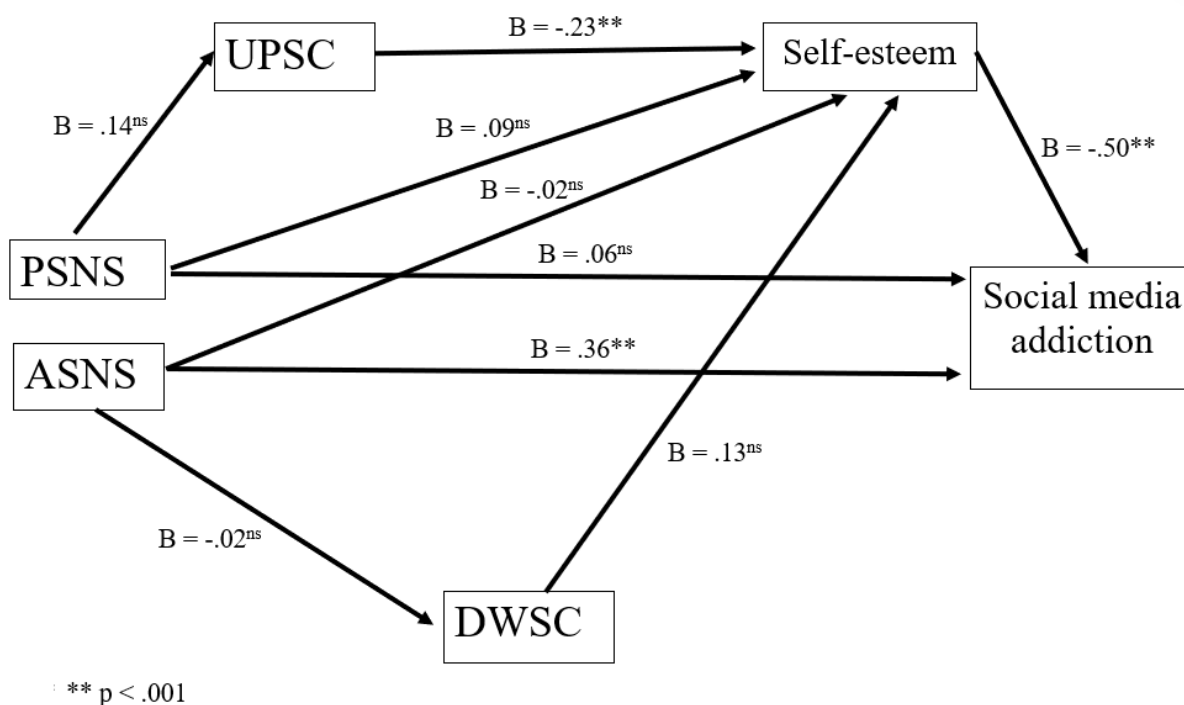 B = -.23**
UPSC
Self-esteem
B = .14ⁿˢ
B = .09ⁿˢ
B = -.50**
B = -.02ⁿˢ
PSNS
B = .06ⁿˢ
Social media
addiction
ASNS
B = .36**
B = .13ⁿˢ
B = -.02ⁿˢ
DWSC
** p < .001